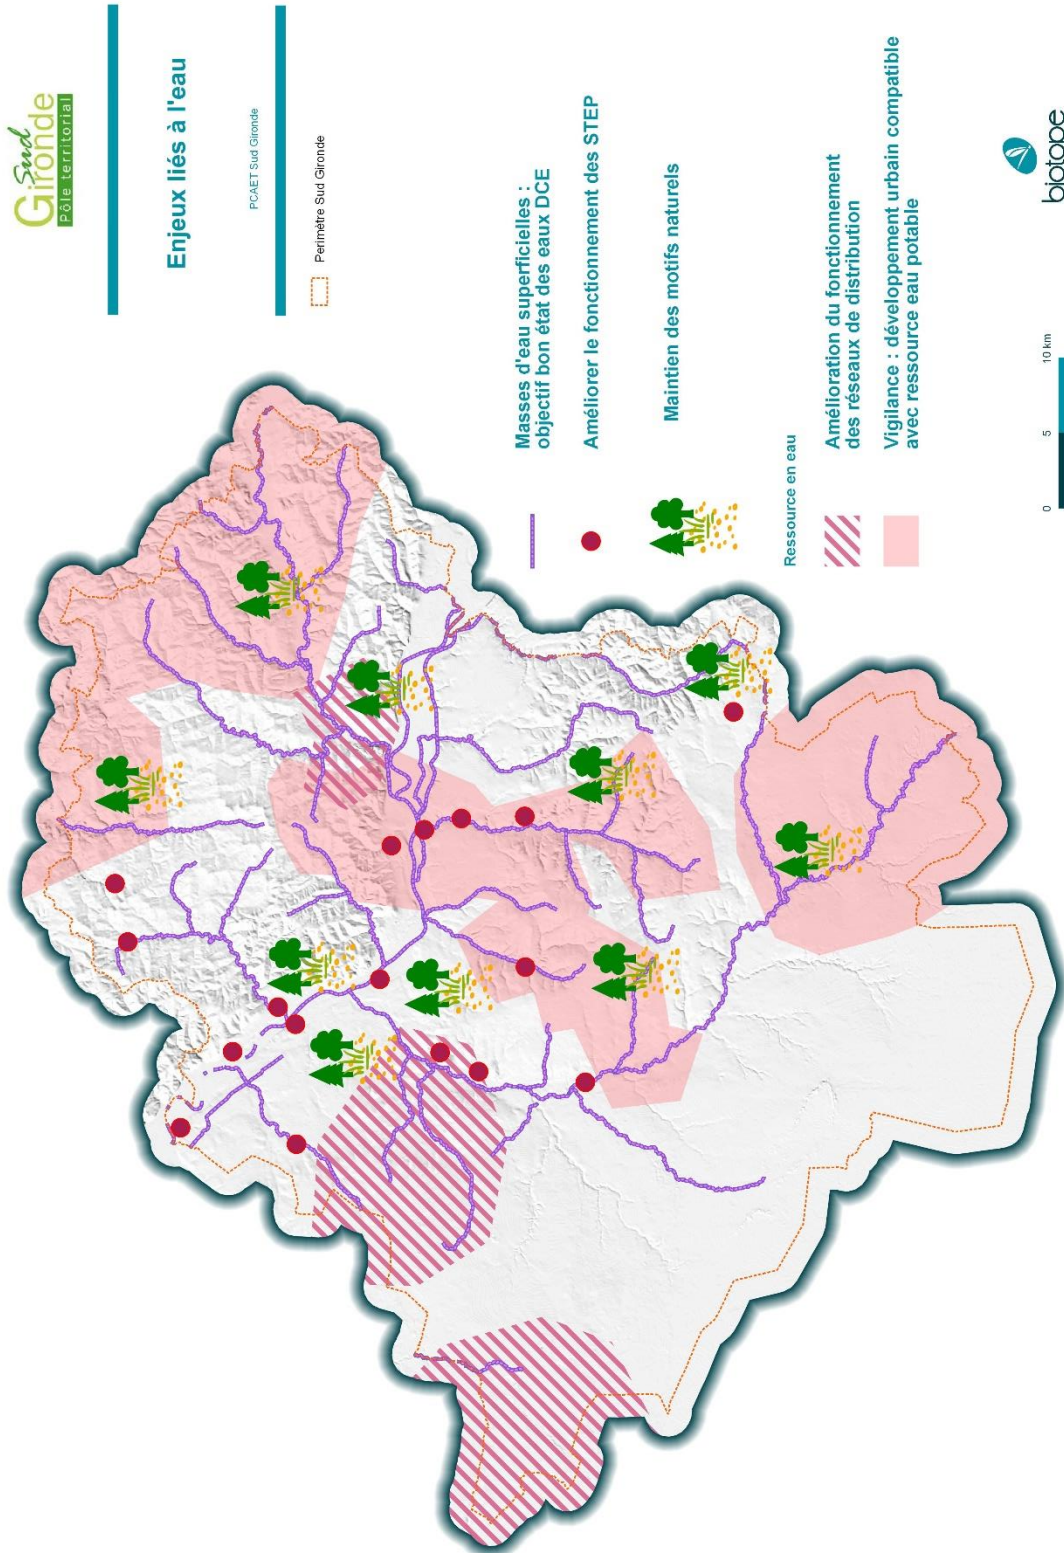 Sud
Gironde
Pôle territorial
Enjeux liés à l'eau
PCAET Sud Gironde
Perimètre Sud Gironde
Masses d'eau superficielles :
objectif bon état des eaux DCE
Améliorer le fonctionnement des STEP
Maintien des motifs naturels
Ressource en eau
Amélioration du fonctionement
des réseaux de distribution
Vigilance : développement urbain compatible
avec ressource eau potable
0 5 10 km
biotope